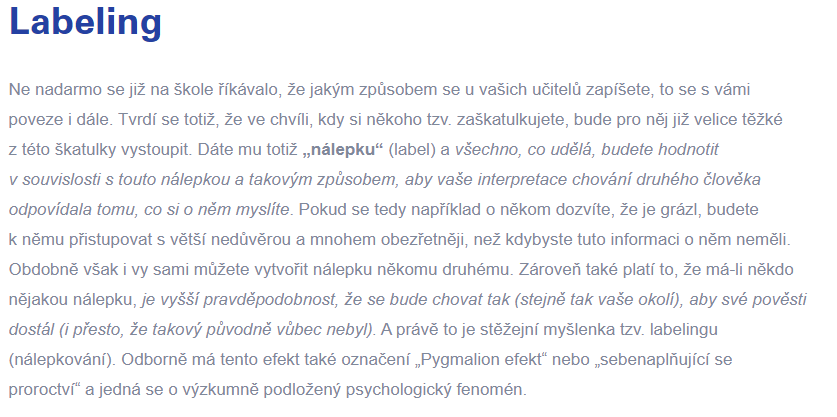 Labeling
Ne nadarmo se již na škole říkávalo, že jakým způsobem se u vašich učitelů zapíšete, to se s vámi
poveze i dále. Tvrdí se totiž, že ve chvíli, kdy si někoho tzv. zaškatulkujete, bude pro něj již velice těžké
z této škatulky vystoupit. Dáte mu totiž „nálepku“ (label) a všechno, co udělá, budete hodnotit
v souvislosti s touto nálepkou a takovým způsobem, aby vaše interpretace chování druhého člověka
odpovídala tomu, co si o něm myslíte. Pokud se tedy například o někom dozvíte, že je grázl, budete
k němu přistupovat s větší nedůvěrou a mnohem obezřetněji, než kdybyste tuto informaci o něm neměli.
Obdobně však i vy sami můžete vytvořit nálepku někomu druhému. Zároveň také platí to, že má-li někdo
nějakou nálepku, je vyšší pravděpodobnost, že se bude chovat tak (stejně tak vaše okolí), aby své pověsti
dostál (i přesto, že takový původně vůbec nebyl). A právě to je stěžejní myšlenka tzv. labelingu
(nálepkování). Odborně má tento efekt také označení „Pygmalion efekt“ nebo „sebenaplňující se
proroctví“ a jedná se o výzkumně podložený psychologický fenomén.